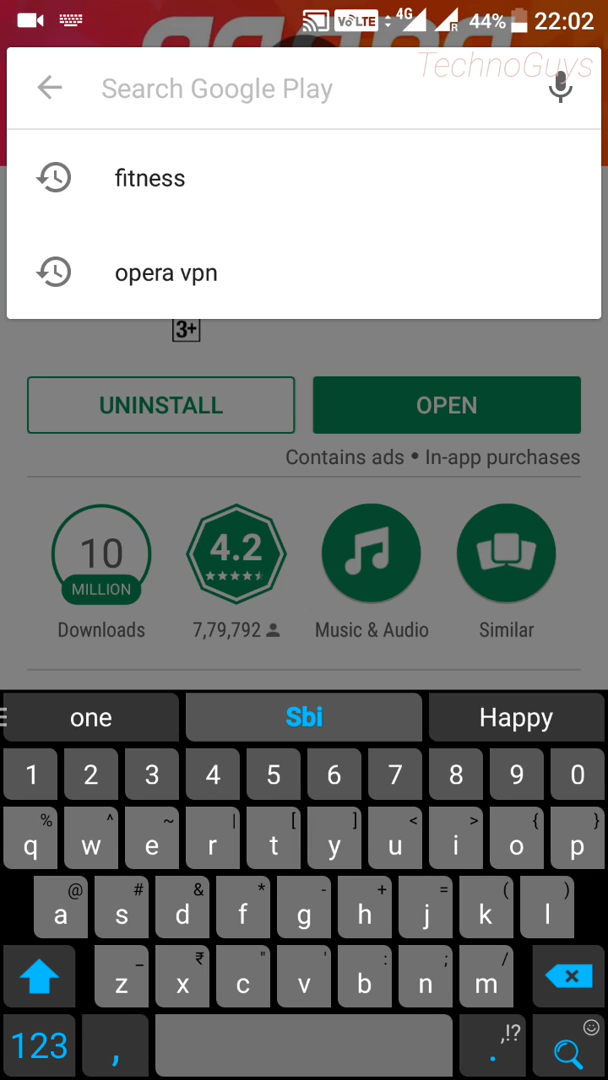 VoLTE 4G R 44% 22:02
TechnoGuys
Search Google Play
fitness
opera vpn
3+
UNINSTALL OPEN
Contains ads • In-app purchases
10 4.2
MILLION
Downloads 7,79,792 Music & Audio Similar
one Sbi Happy
1 2 3 4 5 6 7 8 9 0
% ^ ~ | [ ] < > { }
q w e r t y u i o p
@ # & * - + = ( )
a s d f g h j k l
_ ₹ " ' : ; /
z x c v b n m
123 , . ,!?